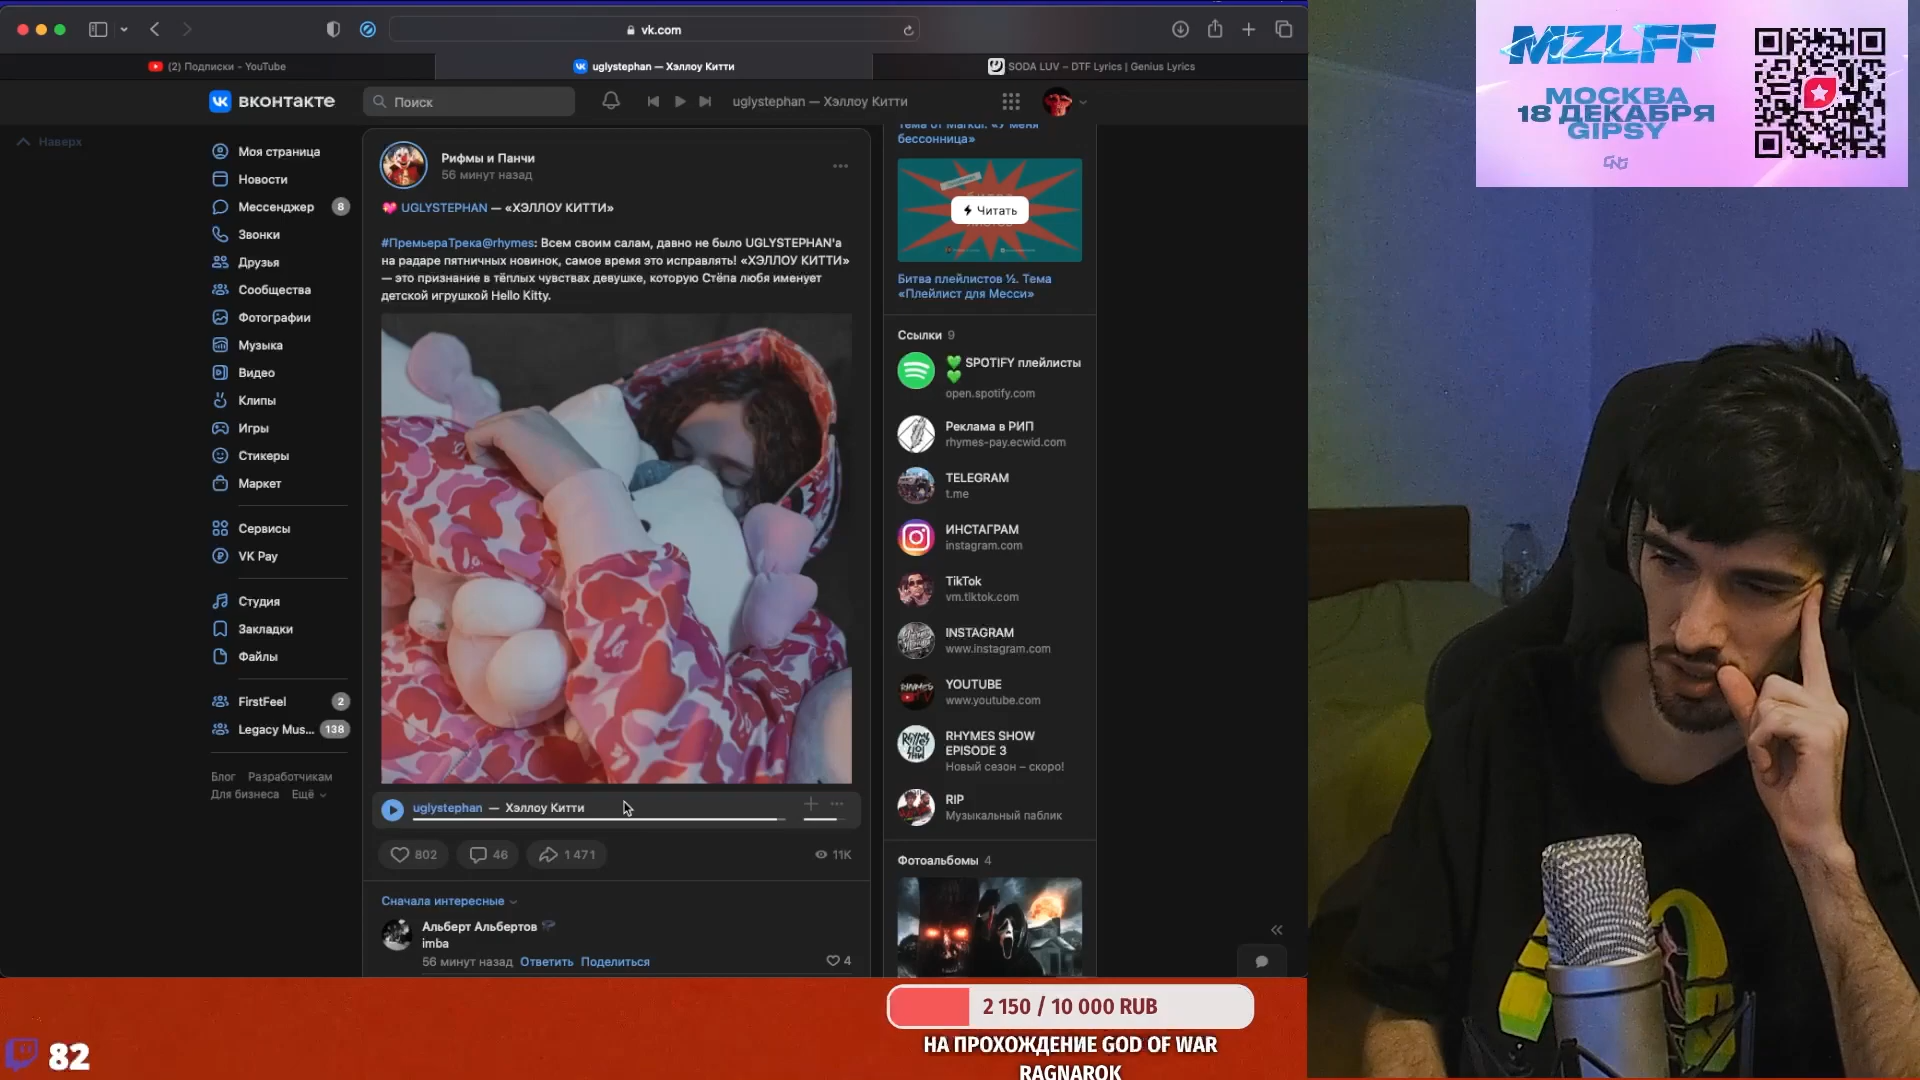 vk.com
(2) Подписки – YouTube
uglystephan — Хэллоу Китти
SODA LUV – DTF Lyrics | Genius Lyrics
ВКОНТАКТЕ
Поиск
uglystephan — Хэллоу Китти
Наверх
Моя страница
Новости
Мессенджер 8
Звонки
Друзья
Сообщества
Фотографии
Музыка
Видео
Клипы
Игры
Стикеры
Маркет
Сервисы
VK Pay
Студия
Закладки
Файлы
FirstFeel 2
Legacy Mus... 138
Блог Разработчикам
Для бизнеса Ещё
Рифмы и Панчи
56 минут назад
UGLYSTEPHAN — «ХЭЛЛОУ КИТТИ»
#ПремьераТрека@rhymes: Всем своим салам, давно не было UGLYSTEPHAN'а
на радаре пятничных новинок, самое время это исправлять! «ХЭЛЛОУ КИТТИ»
— это признание в тёплых чувствах девушке, которую Стёпа любя именует
детской игрушкой Hello Kitty.
uglystephan — Хэллоу Китти
802 46 1 471 11K
Сначала интересные
Альберт Альбертов
imba
56 минут назад Ответить Поделиться
4
Тема от Markul: «У меня
бессонница»
Читать
Битва плейлистов ½. Тема
«Плейлист для Месси»
Ссылки 9
SPOTIFY плейлисты
open.spotify.com
Реклама в РИП
rhymes-pay.ecwid.com
TELEGRAM
t.me
ИНСТАГРАМ
instagram.com
TikTok
vm.tiktok.com
INSTAGRAM
www.instagram.com
YOUTUBE
www.youtube.com
RHYMES SHOW
EPISODE 3
Новый сезон – скоро!
RIP
Музыкальный паблик
Фотоальбомы 4
MZLFF
МОСКВА
18 ДЕКАБРЯ
GIPSY
82
2 150 / 10 000 RUB
НА ПРОХОЖДЕНИЕ GOD OF WAR
RAGNAROK